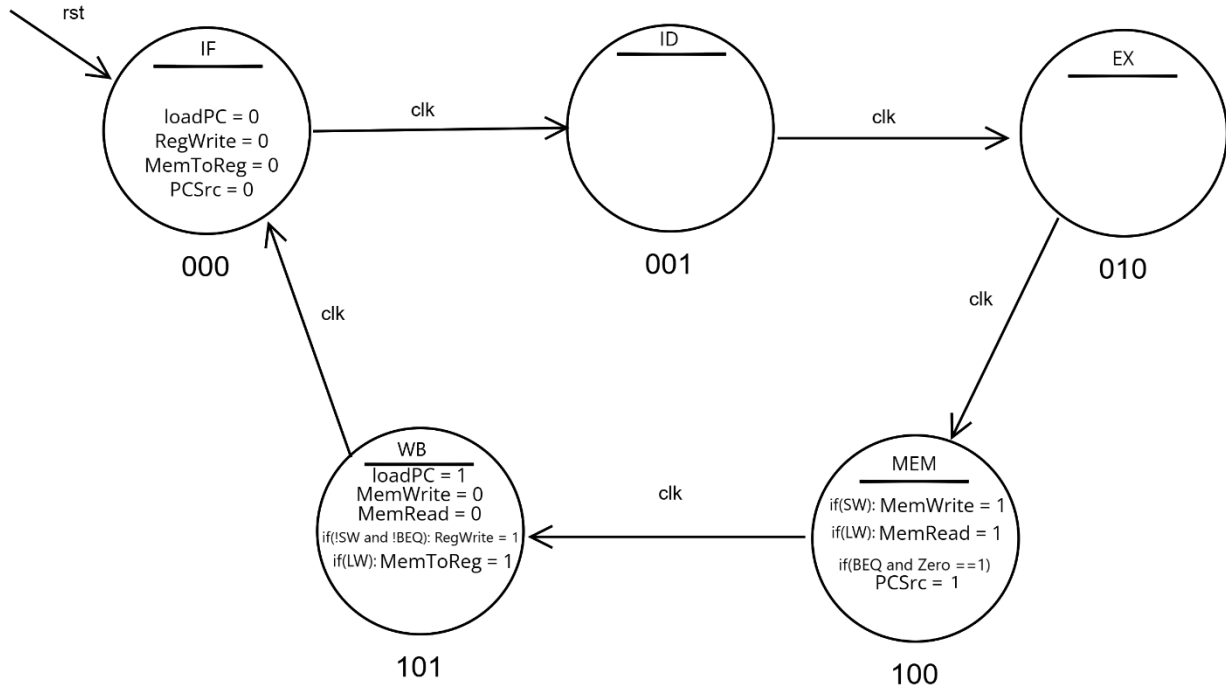 rst
IF
loadPC = 0
RegWrite = 0
MemToReg = 0
PCSrc = 0
000
clk
ID
001
clk
EX
010
clk
MEM
if(SW): MemWrite = 1
if(LW): MemRead = 1
if(BEQ and Zero ==1)
PCSrc = 1
100
clk
WB
loadPC = 1
MemWrite = 0
MemRead = 0
if(!SW and !BEQ): RegWrite = 1
if(LW): MemToReg = 1
101
clk